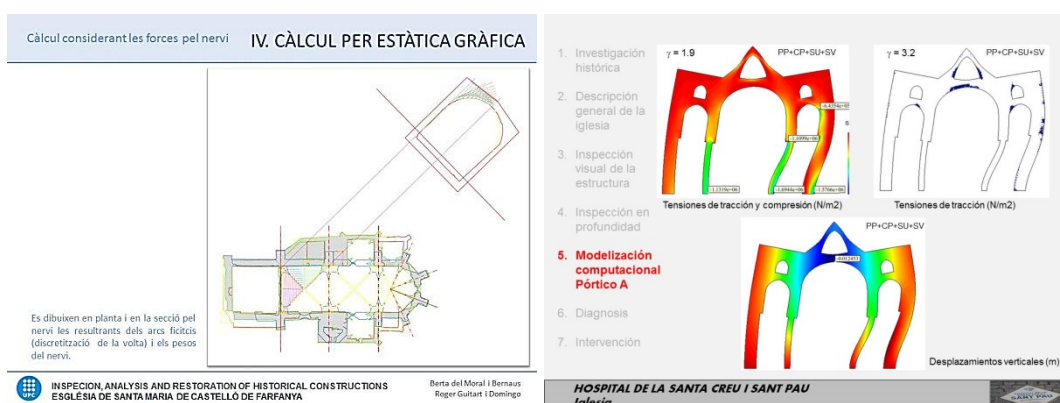 Càlcul considerant les forces pel nervi
IV. CÀLCUL PER ESTÀTICA GRÀFICA
Es dibuixen en planta i en la secció pel
nervi les resultrants dels arcs ficitcis
(discretització de la volta) i els pesos
del nervi.
UPC
INSPECION, ANALYSIS AND RESTORATION OF HISTORICAL CONSTRUCTIONS
ESGLÉSIA DE SANTA MARIA DE CASTELLÓ DE FARFANYA
Berta del Moral i Bernaus
Roger Guitart i Domingo
1. Investigación
histórica
2. Descripción
general de la
iglesia
3. Inspección
visual de la
estructura
4. Inspección en
profundidad
5. Modelización
computacional
Pórtico A
6. Diagnosis
7. Intervención
γ = 1.9
PP+CP+SU+SV
Tensiones de tracción y compresión (N/m2)
γ = 3.2
PP+CP+SU+SV
Tensiones de tracción (N/m2)
PP+CP+SU+SV
Desplazamientos verticales (m)
HOSPITAL DE LA SANTA CREU I SANT PAU
Iglesia
SANT PAU